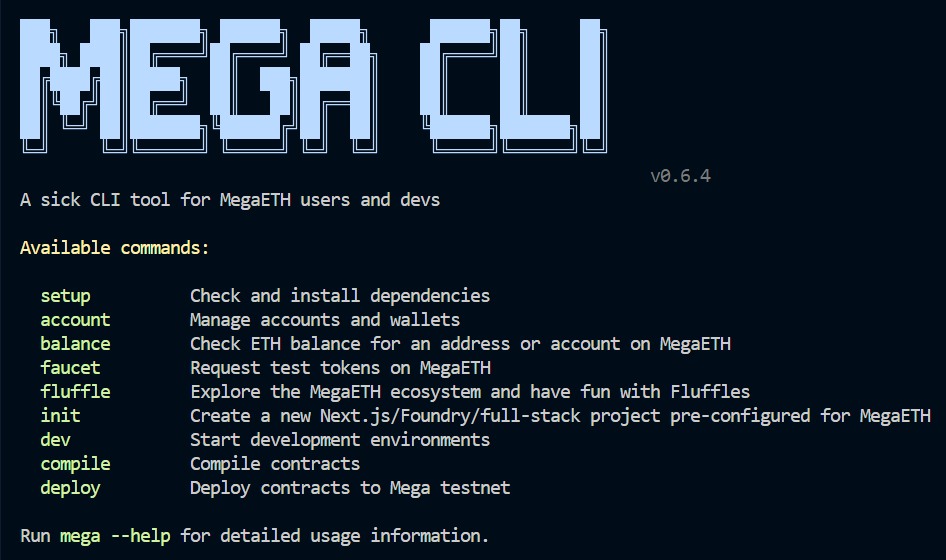 MEGA CLI
v0.6.4
A sick CLI tool for MegaETH users and devs
Available commands:
setup Check and install dependencies
account Manage accounts and wallets
balance Check ETH balance for an address or account on MegaETH
faucet Request test tokens on MegaETH
fluffle Explore the MegaETH ecosystem and have fun with Fluffles
init Create a new Next.js/Foundry/full-stack project pre-configured for MegaETH
dev Start development environments
compile Compile contracts
deploy Deploy contracts to Mega testnet
Run mega --help for detailed usage information.